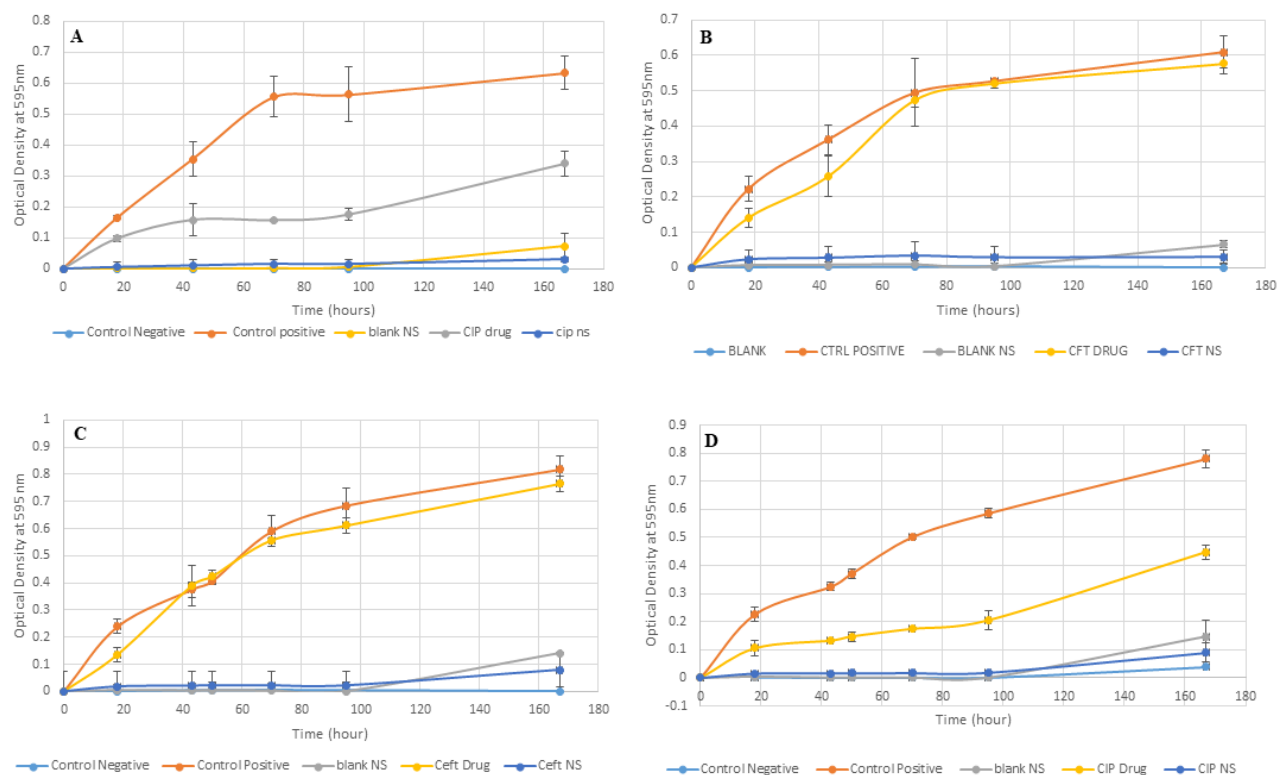 A
Optical Density at 595nm
0.8
0.7
0.6
0.5
0.4
0.3
0.2
0.1
0
0 20 40 60 80 100 120 140 160 180
Time (hours)
Control Negative Control positive blank NS CIP drug cip ns
B
Optical Density at 595nm
0.7
0.6
0.5
0.4
0.3
0.2
0.1
0
0 20 40 60 80 100 120 140 160 180
Time (hours)
BLANK CTRL POSITIVE BLANK NS CFT DRUG CFT NS
C
Optical Density at 595 nm
1
0.9
0.8
0.7
0.6
0.5
0.4
0.3
0.2
0.1
0
0 20 40 60 80 100 120 140 160 180
Time (hour)
Control Negative Control Positive blank NS Ceft Drug Ceft NS
D
Optical Density at 595nm
0.9
0.8
0.7
0.6
0.5
0.4
0.3
0.2
0.1
0
-0.1
0 20 40 60 80 100 120 140 160 180
Time (hour)
Control Negative Control Positive blank NS CIP Drug CIP NS